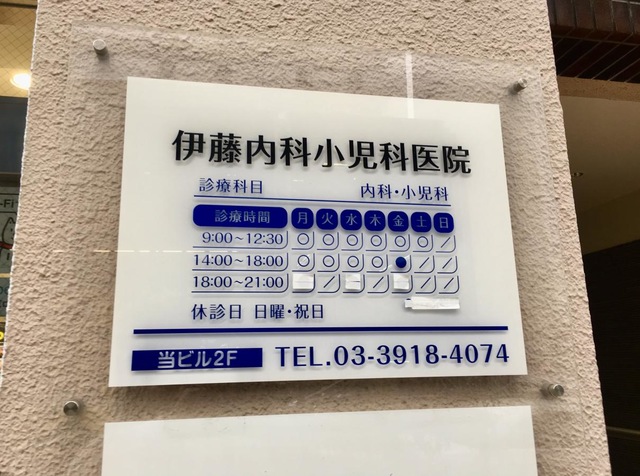 伊藤内科小児科医院
診療科目 内科・小児科
診療時間 月 火 水 木 金 土 日
9:00~12:30 ○ ○ ○ ○ ○ ○ ／
14:00~18:00 ○ ○ ○ ○ ● ／ ／
18:00~21:00 ／ ／ ／ ／
休診日 日曜・祝日
当ビル2F TEL.03-3918-4074